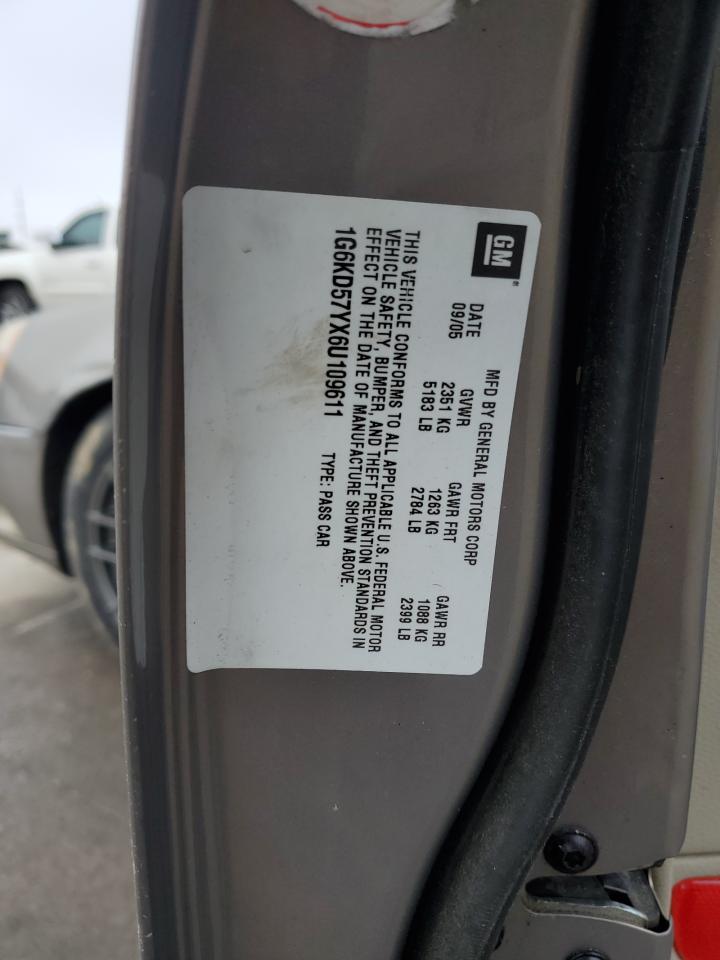 GM
MFD BY GENERAL MOTORS CORP
DATE GVWR GAWR FRT GAWR RR
09/05 2351 KG 1263 KG 1088 KG
5183 LB 2784 LB 2399 LB
THIS VEHICLE CONFORMS TO ALL APPLICABLE U.S. FEDERAL MOTOR
VEHICLE SAFETY, BUMPER, AND THEFT PREVENTION STANDARDS IN
EFFECT ON THE DATE OF MANUFACTURE SHOWN ABOVE.
1G6KD57YX6U109611 TYPE: PASS CAR